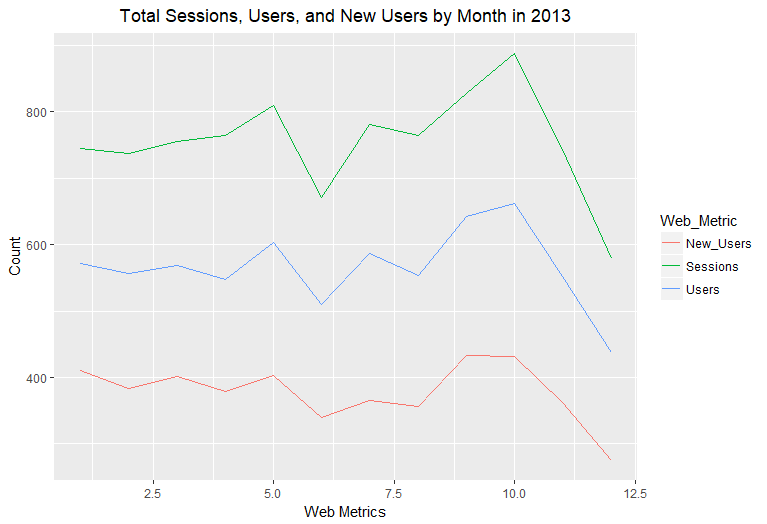 Total Sessions, Users, and New Users by Month in 2013
Count
800
600
400
2.5 5.0 7.5 10.0 12.5
Web Metrics
Web_Metric
New_Users
Sessions
Users